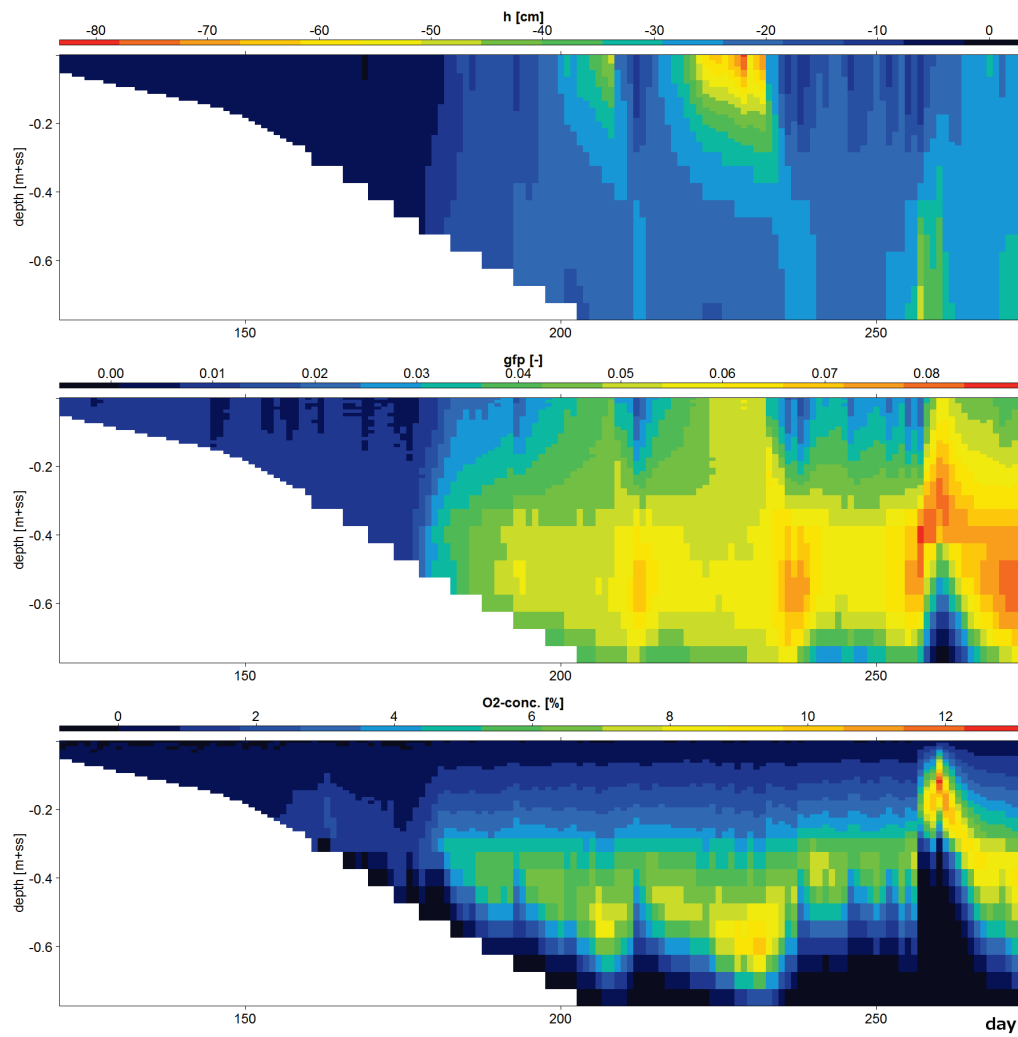 h [cm]
-80 -70 -60 -50 -40 -30 -20 -10 0
depth [m+ss]
-0.2
-0.4
-0.6
150 200 250
gfp [-]
0.00 0.01 0.02 0.03 0.04 0.05 0.06 0.07 0.08
depth [m+ss]
-0.2
-0.4
-0.6
150 200 250
O2-conc. [%]
0 2 4 6 8 10 12
depth [m+ss]
-0.2
-0.4
-0.6
150 200 250
day